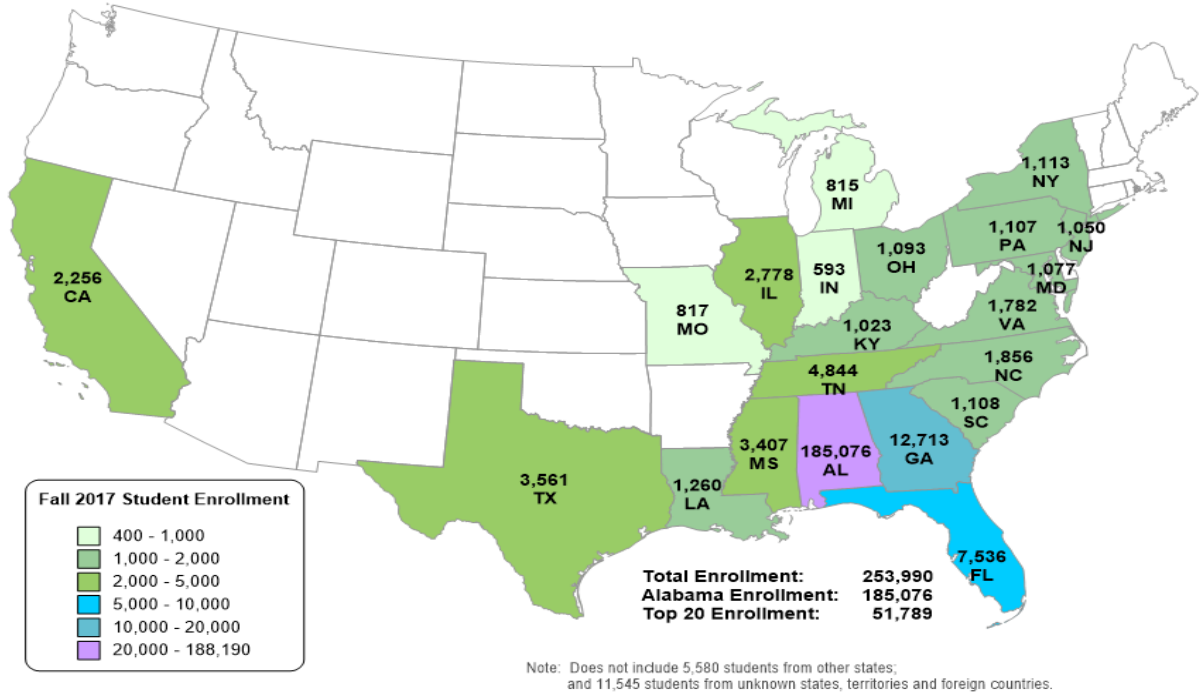 1,113
NY
815
MI
1,107
PA
1,050
NJ
1,093
OH
2,256
CA
2,778
IL
593
IN
1,077
MD
817
MO
1,782
VA
1,023
KY
1,856
NC
4,844
TN
1,108
SC
3,407
MS
185,076
AL
12,713
GA
3,561
TX
1,260
LA
7,536
FL
Fall 2017 Student Enrollment
400 - 1,000
1,000 - 2,000
2,000 - 5,000
5,000 - 10,000
10,000 - 20,000
20,000 - 188,190
Total Enrollment: 253,990
Alabama Enrollment: 185,076
Top 20 Enrollment: 51,789
Note: Does not include 5,580 students from other states;
and 11,545 students from unknown states, territories and foreign countries.